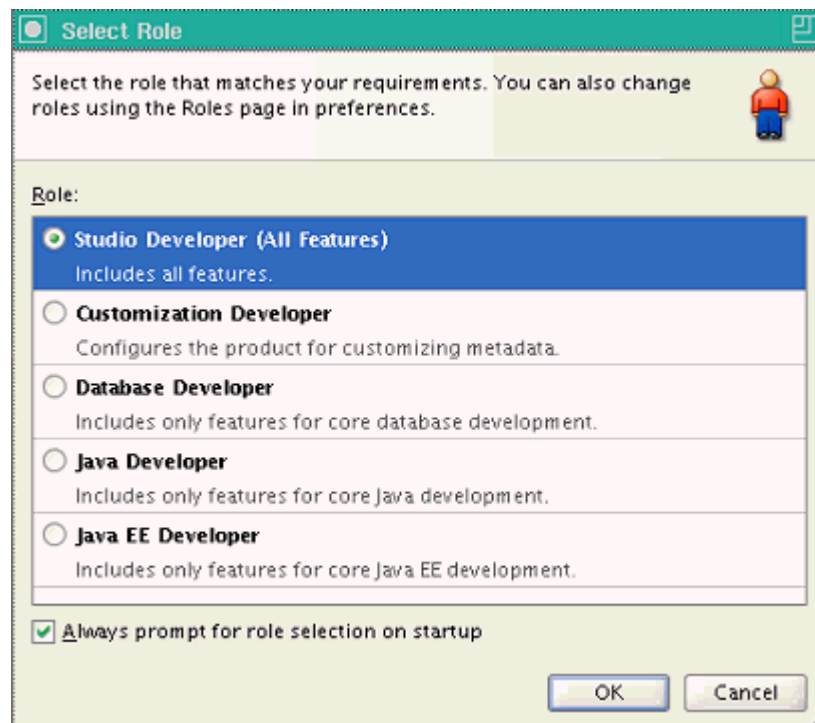 Select Role
Select the role that matches your requirements. You can also change
roles using the Roles page in preferences.
Role:
Studio Developer (All Features)
Includes all features.
Customization Developer
Configures the product for customizing metadata.
Database Developer
Includes only features for core database development.
Java Developer
Includes only features for core Java development.
Java EE Developer
Includes only features for core Java EE development.
Always prompt for role selection on startup
OK
Cancel